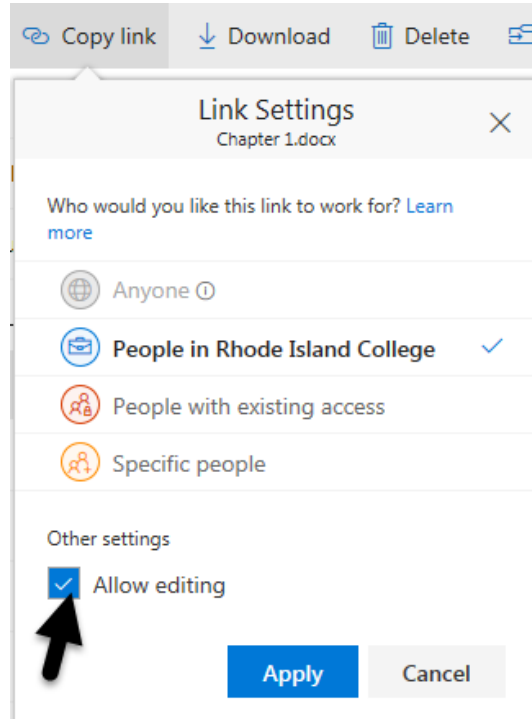 Copy link Download Delete
Link Settings
Chapter 1.docx
Who would you like this link to work for? Learn
more
Anyone
People in Rhode Island College
People with existing access
Specific people
Other settings
Allow editing
Apply Cancel